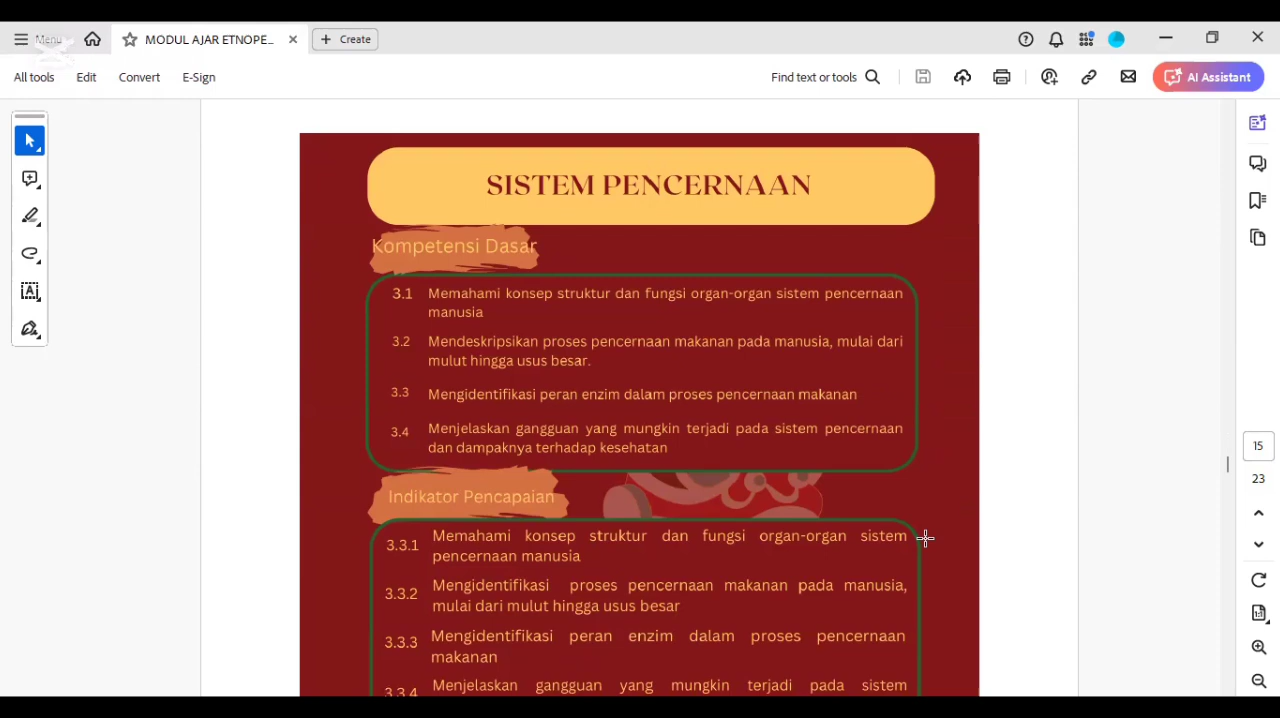 Menu
MODUL AJAR ETNOPE...
Create
All tools
Edit
Convert
E-Sign
Find text or tools
AI Assistant
SISTEM PENCERNAAN
Kompetensi Dasar
3.1 Memahami konsep struktur dan fungsi organ-organ sistem pencernaan
manusia
3.2 Mendeskripsikan proses pencernaan makanan pada manusia, mulai dari
mulut hingga usus besar.
3.3 Mengidentifikasi peran enzim dalam proses pencernaan makanan
3.4 Menjelaskan gangguan yang mungkin terjadi pada sistem pencernaan
dan dampaknya terhadap kesehatan
Indikator Pencapaian
3.3.1 Memahami konsep struktur dan fungsi organ-organ sistem
pencernaan manusia
3.3.2 Mengidentifikasi proses pencernaan makanan pada manusia,
mulai dari mulut hingga usus besar
3.3.3 Mengidentifikasi peran enzim dalam proses pencernaan
makanan
3.3.4 Menjelaskan gangguan yang mungkin terjadi pada sistem
15
23